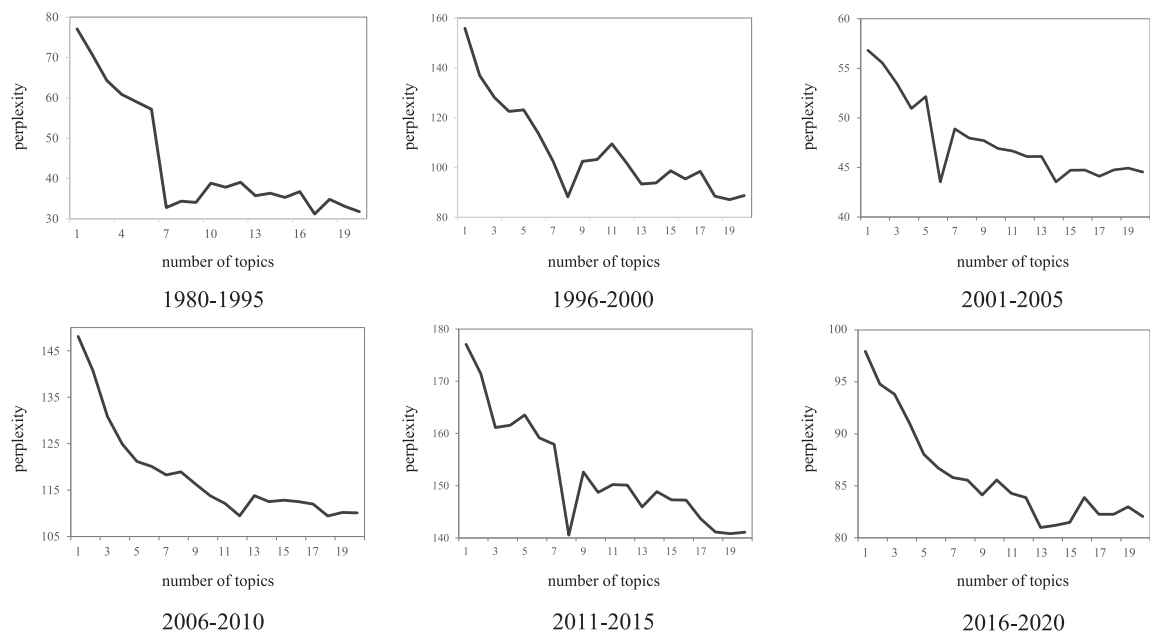 80
70
60
50
40
30
perplexity
1 4 7 10 13 16 19
number of topics
1980-1995
160
140
120
100
80
perplexity
1 3 5 7 9 11 13 15 17 19
number of topics
1996-2000
60
55
50
45
40
perplexity
1 3 5 7 9 11 13 15 17 19
number of topics
2001-2005
145
135
125
115
105
perplexity
1 3 5 7 9 11 13 15 17 19
number of topics
2006-2010
180
170
160
150
140
perplexity
1 3 5 7 9 11 13 15 17 19
number of topics
2011-2015
100
95
90
85
80
perplexity
1 3 5 7 9 11 13 15 17 19
number of topics
2016-2020